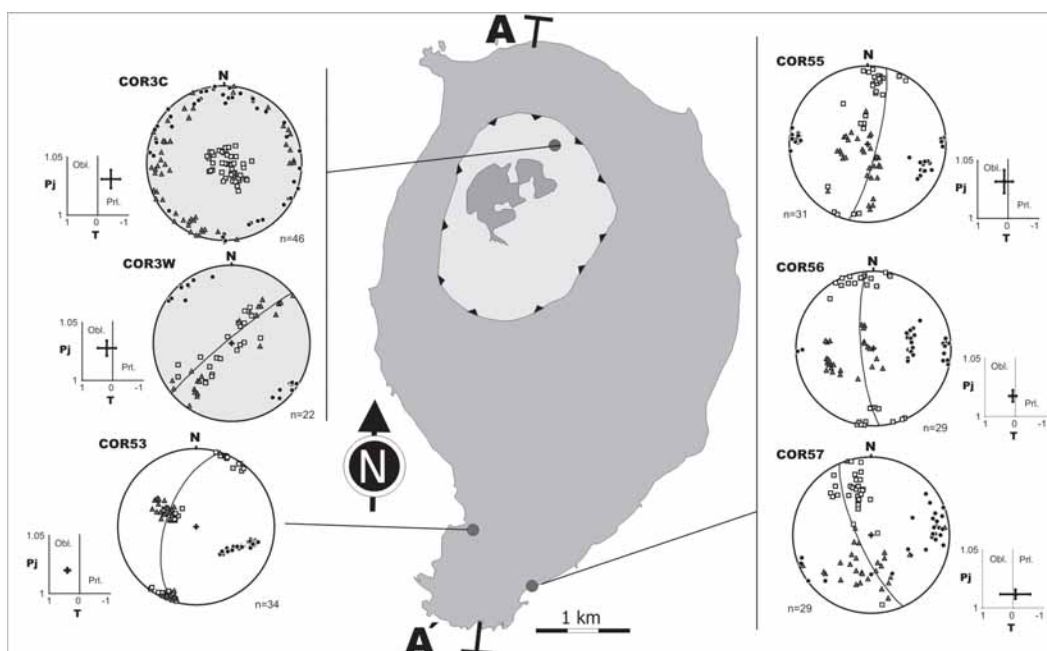 A
COR3C
N
1.05
Obl.
Pj
Prl.
1
1 0 -1
T
n=46
COR3W
N
1.05
Obl.
Pj
Prl.
1
1 0 -1
T
n=22
COR53
N
1.05
Obl.
Pj
Prl.
1
1 0 -1
T
n=34
N
A´
1 km
COR55
N
1.05
Obl.
Pj
Prl.
1
1 0 -1
T
n=31
COR56
N
1.05
Obl.
Prl.
Pj
1
1 0 -1
T
n=29
COR57
N
1.05
Obl. Prl.
Pj
1
1 0 -1
T
n=29